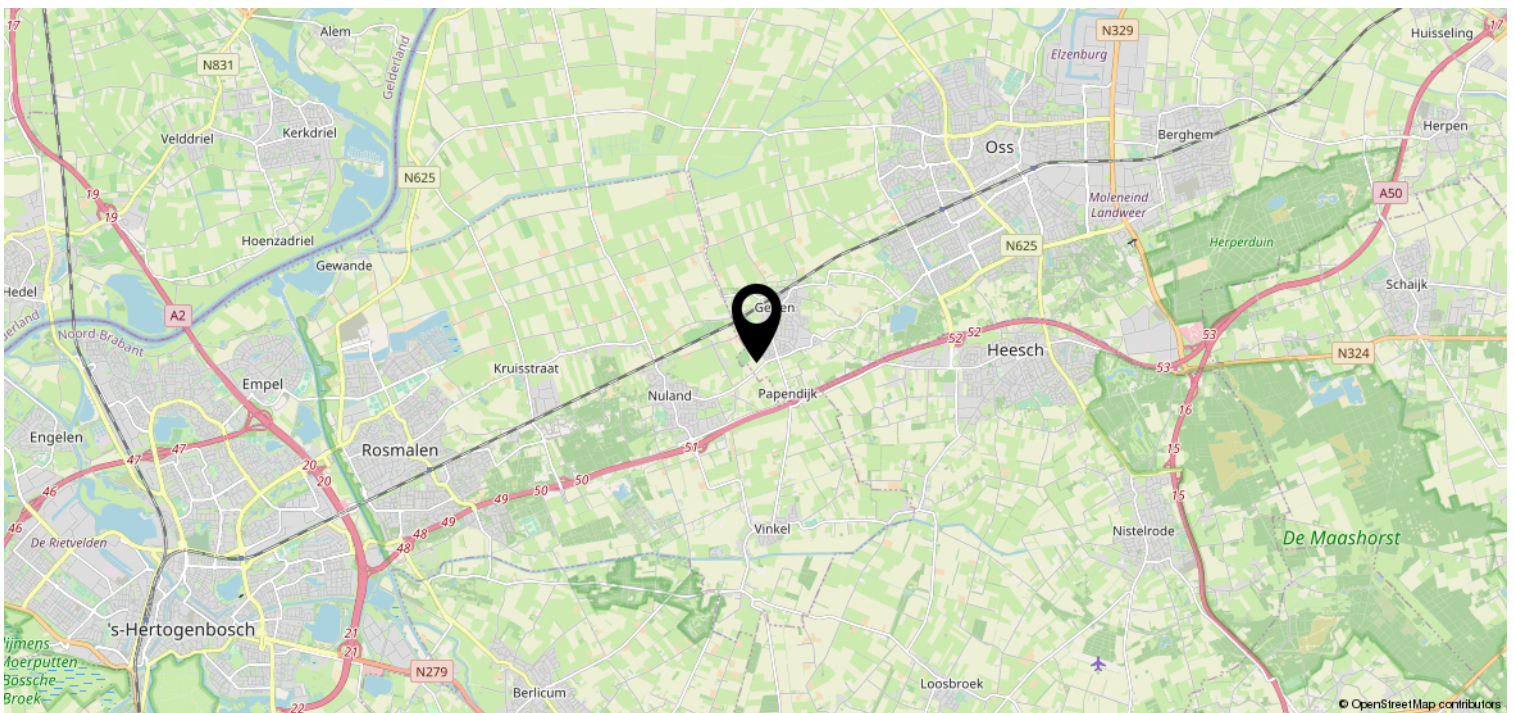 17
Alem
N329
Huisseling
17
Elzenburg
N831
Gelderland
Velddriel
Kerkdriel
Berghem
Herpen
Oss
N625
19
19
Moleneind
Landweer
A50
Hoenzadriel
N625
Herperduin
Gewande
Hedel
Schaijk
A2
Noord-Brabant
52
52
53
Heesch
N324
Kruisstraat
53
Empel
Nuland
Papendijk
16
Engelen
Rosmalen
47
47
51
15
20
20
50
50
46
49
49
15
46
48
48
Vinkel
Nistelrode
De Rietvelden
De Maashorst
's-Hertogenbosch
21
21
Moerputten
Bossche
Broek
N279
Loosbroek
Berlicum
22
© OpenStreetMap contributors